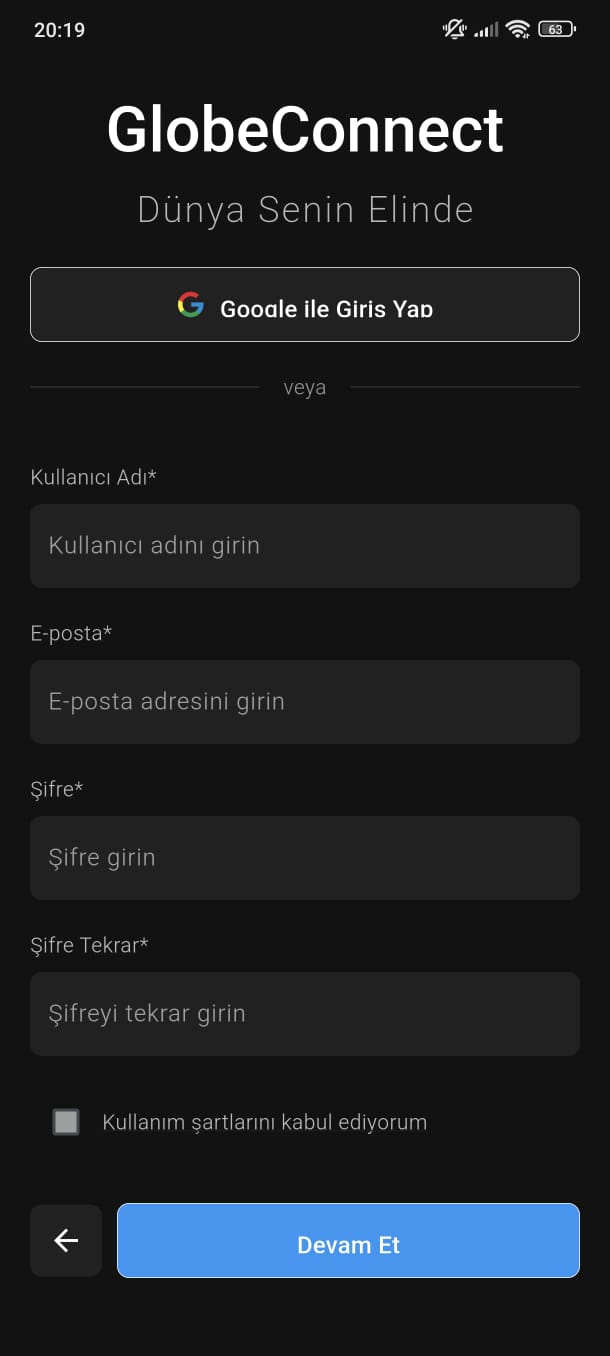 20:19
63
GlobeConnect
Dünya Senin Elinde
Google ile Giriş Yap
veya
Kullanıcı Adı*
Kullanıcı adını girin
E-posta*
E-posta adresini girin
Şifre*
Şifre girin
Şifre Tekrar*
Şifreyi tekrar girin
Kullanım şartlarını kabul ediyorum
Devam Et